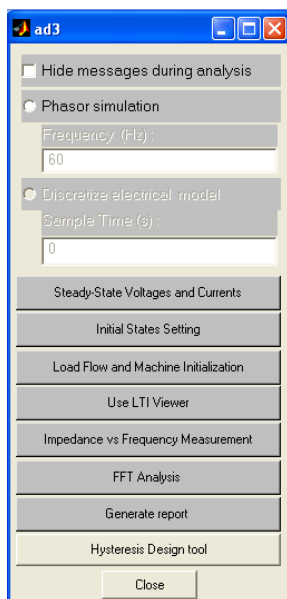 ad3
Hide messages during analysis
Phasor simulation
Frequency (Hz) :
60
Discretize electrical model
Sample Time (s) :
0
Steady-State Voltages and Currents
Initial States Setting
Load Flow and Machine Initialization
Use LTI Viewer
Impedance vs Frequency Measurement
FFT Analysis
Generate report
Hysteresis Design tool
Close